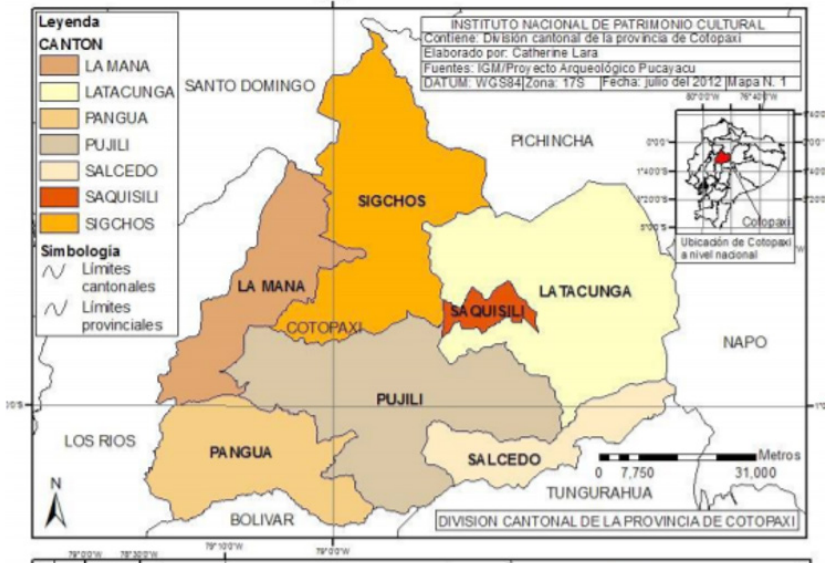 Leyenda
CANTON
LA MANA
LATACUNGA
PANGUA
PUJILI
SALCEDO
SAQUISILI
SIGCHOS
Simbología
Límites
cantonales
Límites
provinciales
INSTITUTO NACIONAL DE PATRIMONIO CULTURAL
Contiene: División cantonal de la provincia de Cotopaxi
Elaborado por: Catherine Lara
Fuentes: IGM/Proyecto Arqueológico Pucayacu
DATUM: WGS84 Zona: 17S Fecha: julio del 2012 Mapa N. 1
SANTO DOMINGO
PICHINCHA
Cotopaxi
Ubicación de Cotopaxi
a nivel nacional
SIGCHOS
LA MANA
LATACUNGA
SAQUISILI
COTOPAXI
NAPO
PUJILI
LOS RIOS
PANGUA
SALCEDO
Metros
0 7,750 31,000
TUNGURAHUA
N
BOLIVAR
DIVISION CANTONAL DE LA PROVINCIA DE COTOPAXI